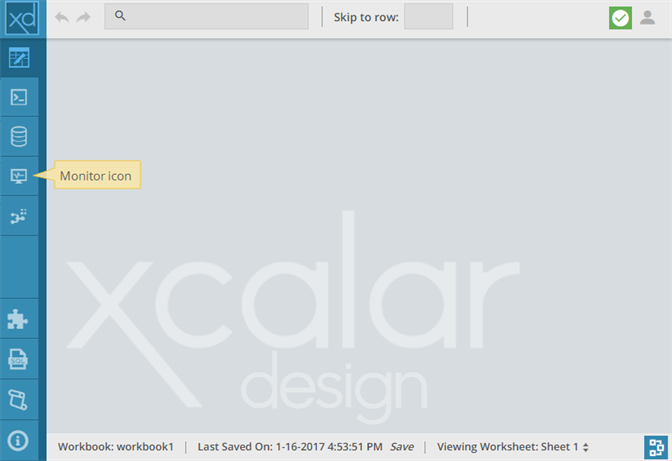 xd
Skip to row:
Monitor icon
xcalar
design
Workbook: workbook1 Last Saved On: 1-16-2017 4:53:51 PM Save Viewing Worksheet: Sheet 1